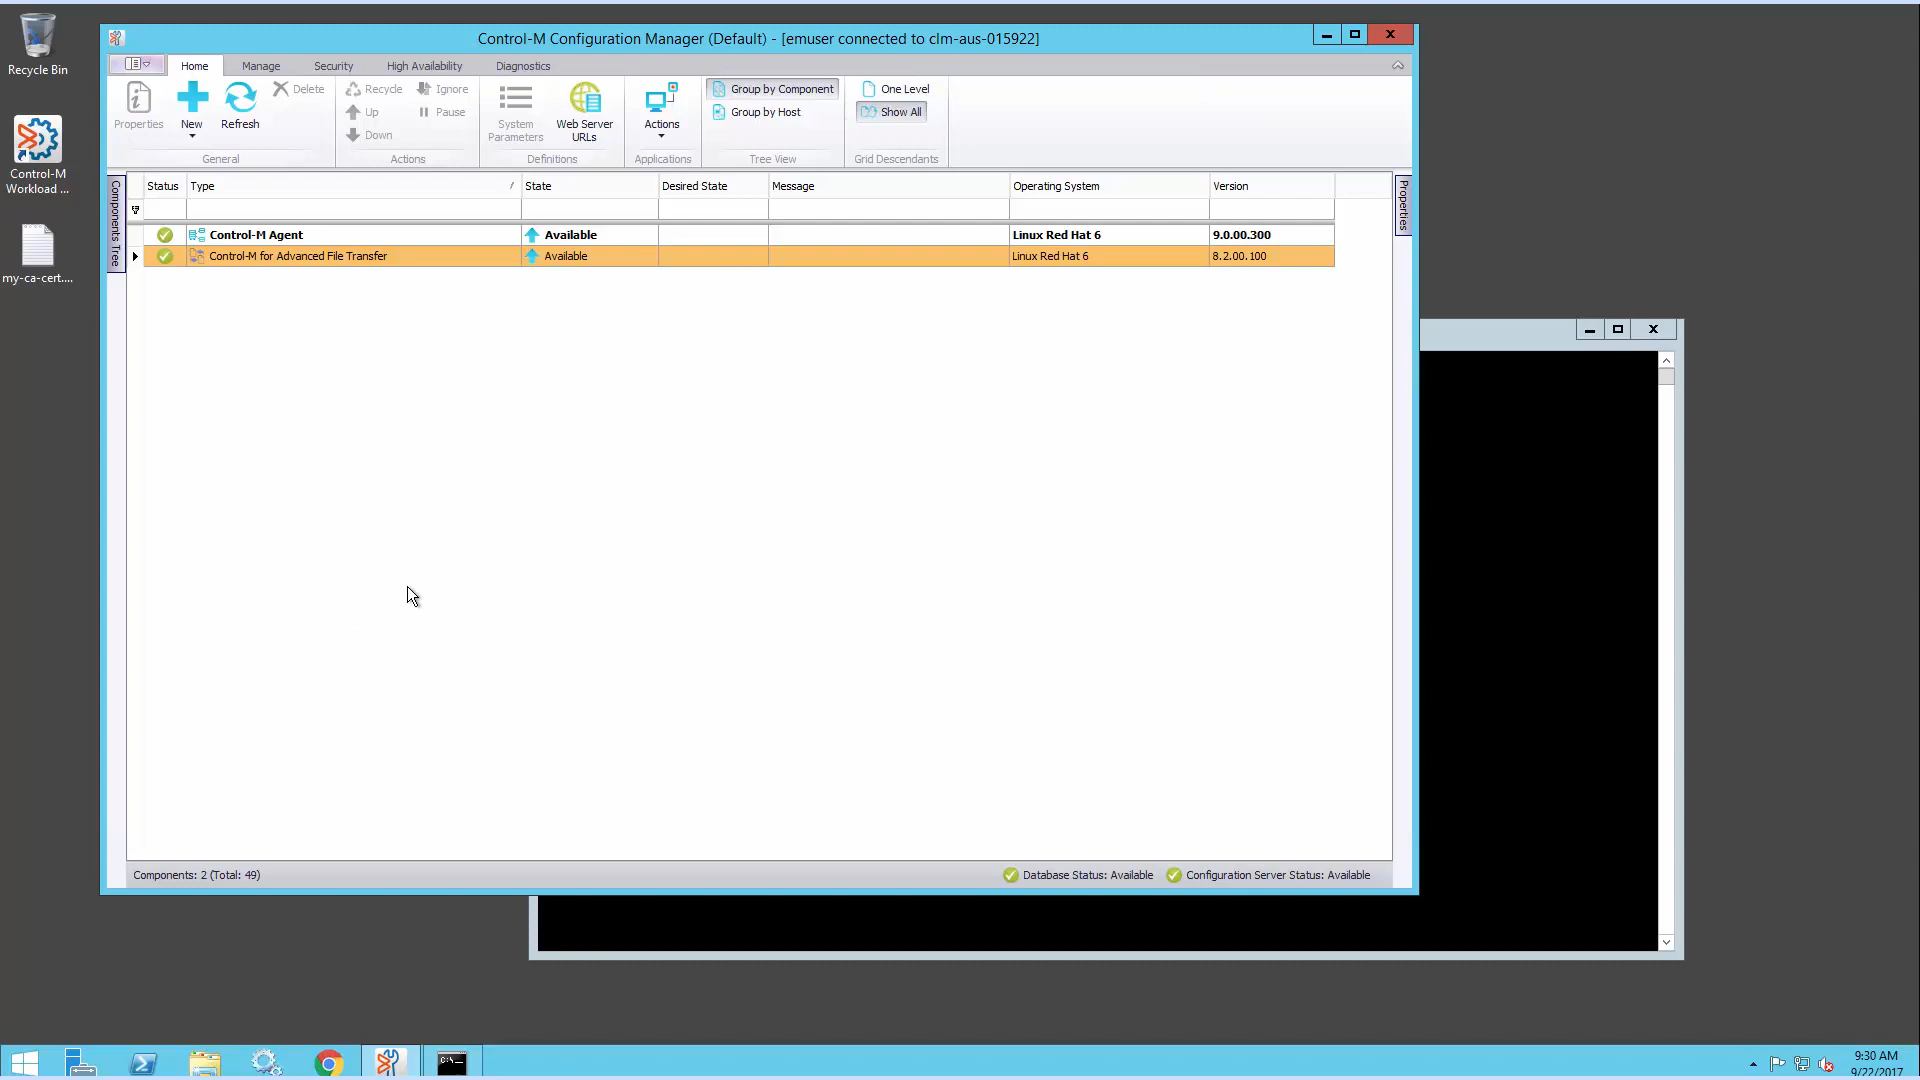 Recycle Bin
Control-M
Workload ...
my-ca-cert....
Control-M Configuration Manager (Default) - [emuser connected to clm-aus-015922]
Home
Manage
Security
High Availability
Diagnostics
Properties
New
Refresh
Delete
General
Recycle
Ignore
Up
Pause
Down
Actions
System
Parameters
Web Server
URLs
Definitions
Actions
Applications
Group by Component
Group by Host
Tree View
One Level
Show All
Grid Descendants
Components Tree
Properties
Status Type State Desired State Message Operating System Version
Control-M Agent Available Linux Red Hat 6 9.0.00.300
Control-M for Advanced File Transfer Available Linux Red Hat 6 8.2.00.100
Components: 2 (Total: 49)
Database Status: Available
Configuration Server Status: Available
C:\.
9:30 AM
9/22/2017